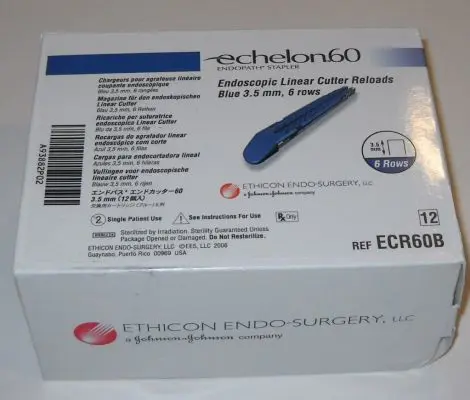 echelon60
ENDOPATH® STAPLER
Endoscopic Linear Cutter Reloads
Blue 3.5 mm, 6 rows
Chargeurs pour agrafeuse linéaire
coupante endoscopique
Bleu 3.5 mm, 6 rangées
Magazine für den endoskopischen
Linear Cutter
Blau 3.5 mm, 6 Reihen
Ricariche per suturatrice
endoscopica Linear Cutter
Blu da 3.5 mm, 6 file
Recargas do agrafador linear
endoscópico com corte
Azul 3.5 mm, 6 filas
Cargas para endocortadora lineal
Azules 3.5 mm, 6 hileras
Vullingen voor endoscopische
lineaire cutter
Blauw 3.5 mm, 6 rijen
エンドパス・エンドカッター60
3.5 mm (12個入)
3.5
mm
6 Rows
ETHICON ENDO-SURGERY, LLC
a Johnson & Johnson company
2 Single Patient Use
See Instructions For Use
Rx Only
STERILE R
Sterilized by Irradiation. Sterility Guaranteed Unless
Package Opened or Damaged. Do Not Resterilize.
ETHICON ENDO-SURGERY, LLC ©EES, LLC 2006
Guaynabo, Puerto Rico 00969 USA
12
REF ECR60B
A93682P02
ETHICON ENDO-SURGERY, LLC
a Johnson & Johnson company